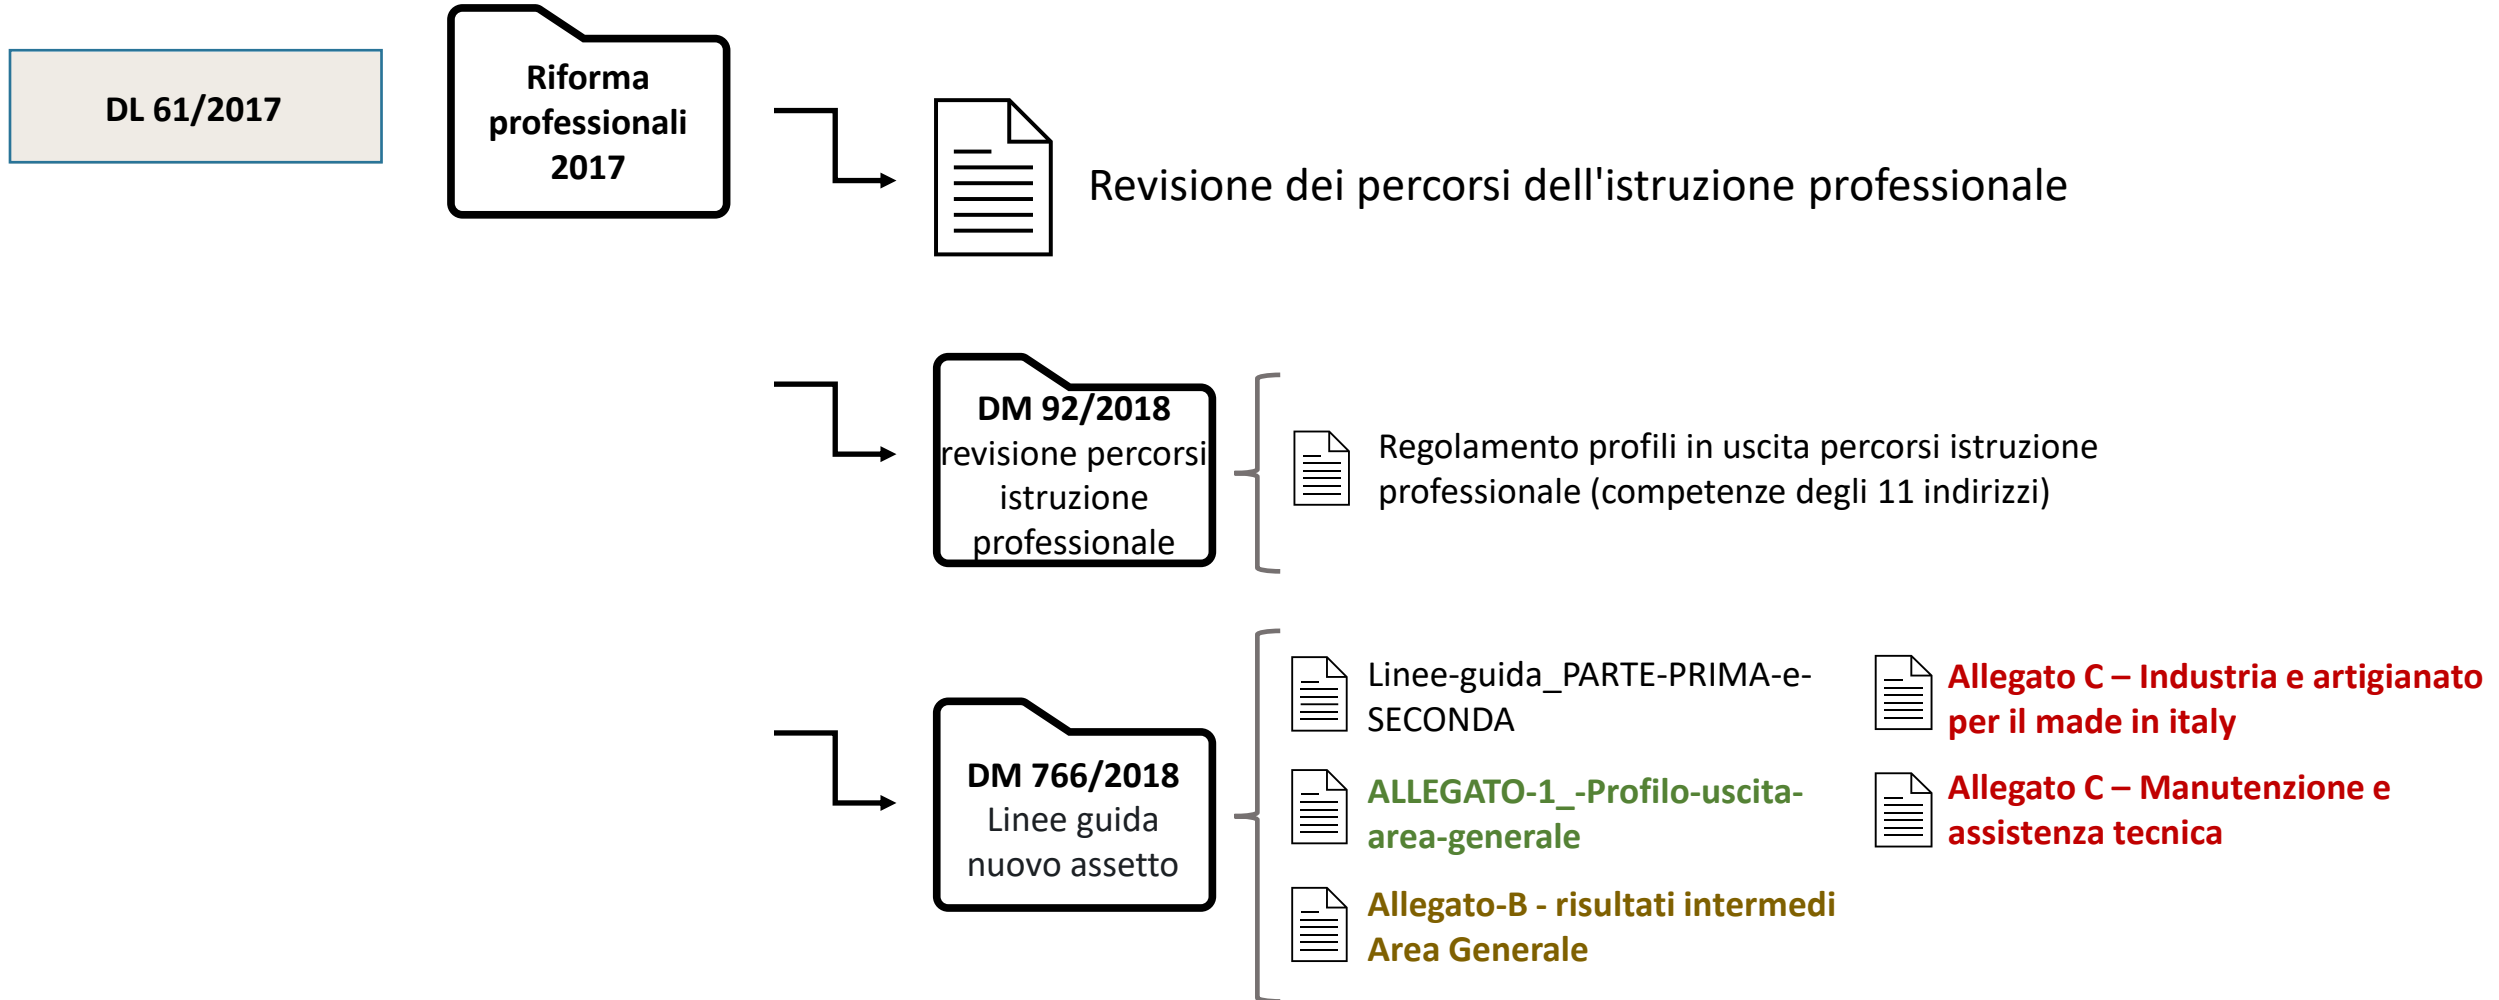 DL 61/2017
Riforma
professionali
2017
Revisione dei percorsi dell'istruzione professionale
DM 92/2018
revisione percorsi
istruzione
professionale
Regolamento profili in uscita percorsi istruzione
professionale (competenze degli 11 indirizzi)
DM 766/2018
Linee guida
nuovo assetto
Linee-guida_PARTE-PRIMA-e-
SECONDA
ALLEGATO-1_-Profilo-uscita-
area-generale
Allegato-B - risultati intermedi
Area Generale
Allegato C – Industria e artigianato
per il made in italy
Allegato C – Manutenzione e
assistenza tecnica